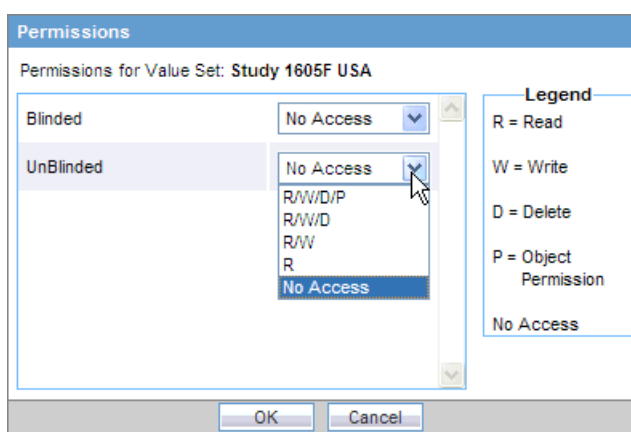 Permissions
Permissions for Value Set: Study 1605F USA
Blinded
No Access
UnBlinded
No Access
R/W/D/P
R/W/D
R/W
R
No Access
Legend
R = Read
W = Write
D = Delete
P = Object
Permission
No Access
OK
Cancel